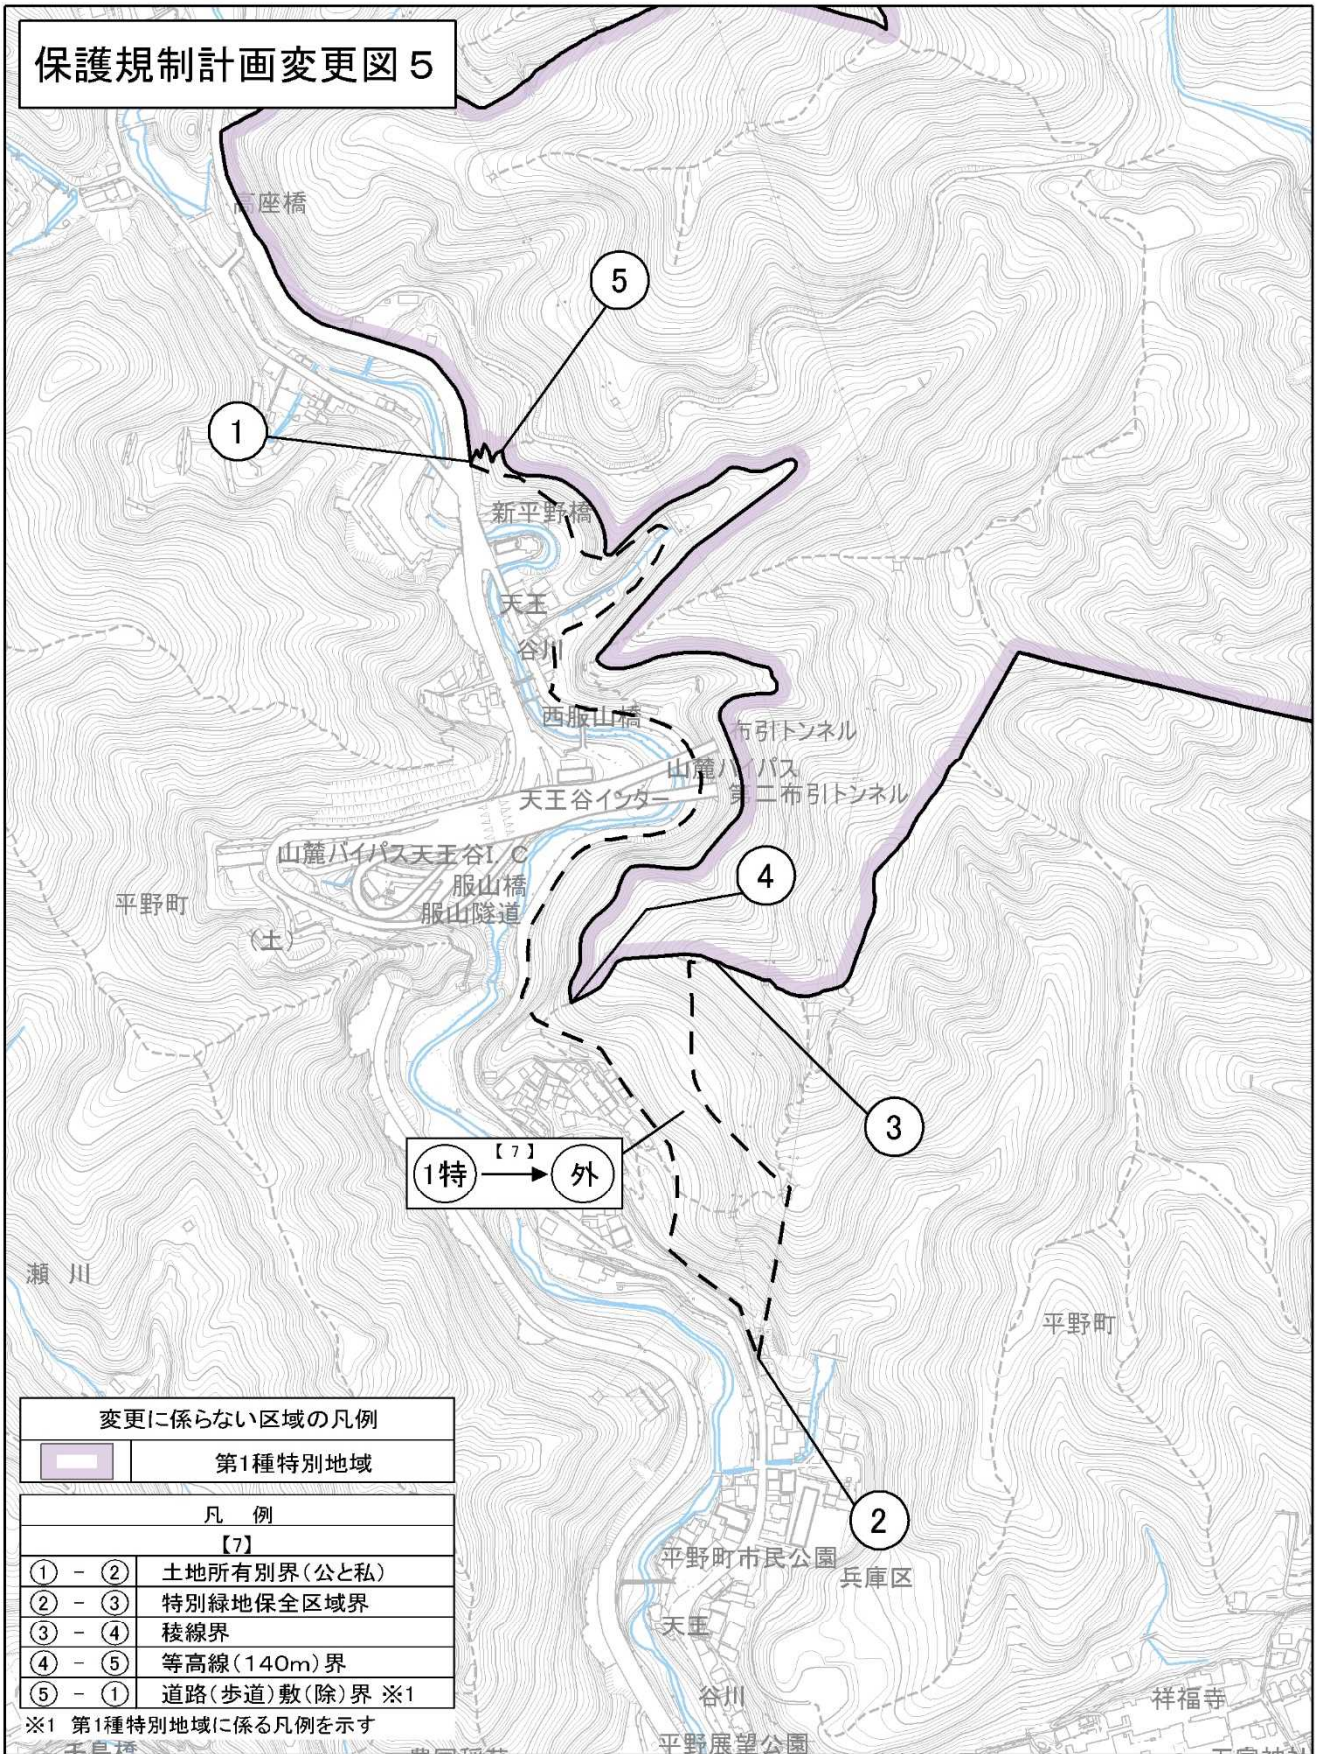 保護規制計画変更図5
高座橋
5
1
新平野橋
天王
谷川
西服山橋
布引トンネル
山麓バイパス
天王谷インター
第二布引トンネル
山麓バイパス天王谷I.C
4
服山橋
平野町
服山隧道
(土)
3
1特
【7】
外
瀬 川
平野町
変更に係らない区域の凡例
第1種特別地域
凡 例
【7】
① - ② 土地所有別界(公と私)
② - ③ 特別緑地保全区域界
③ - ④ 稜線界
④ - ⑤ 等高線(140m)界
⑤ - ① 道路(歩道)敷(除)界 ※1
※1 第1種特別地域に係る凡例を示す
2
平野町市民公園
兵庫区
天王
谷川
祥福寺
平野展望公園